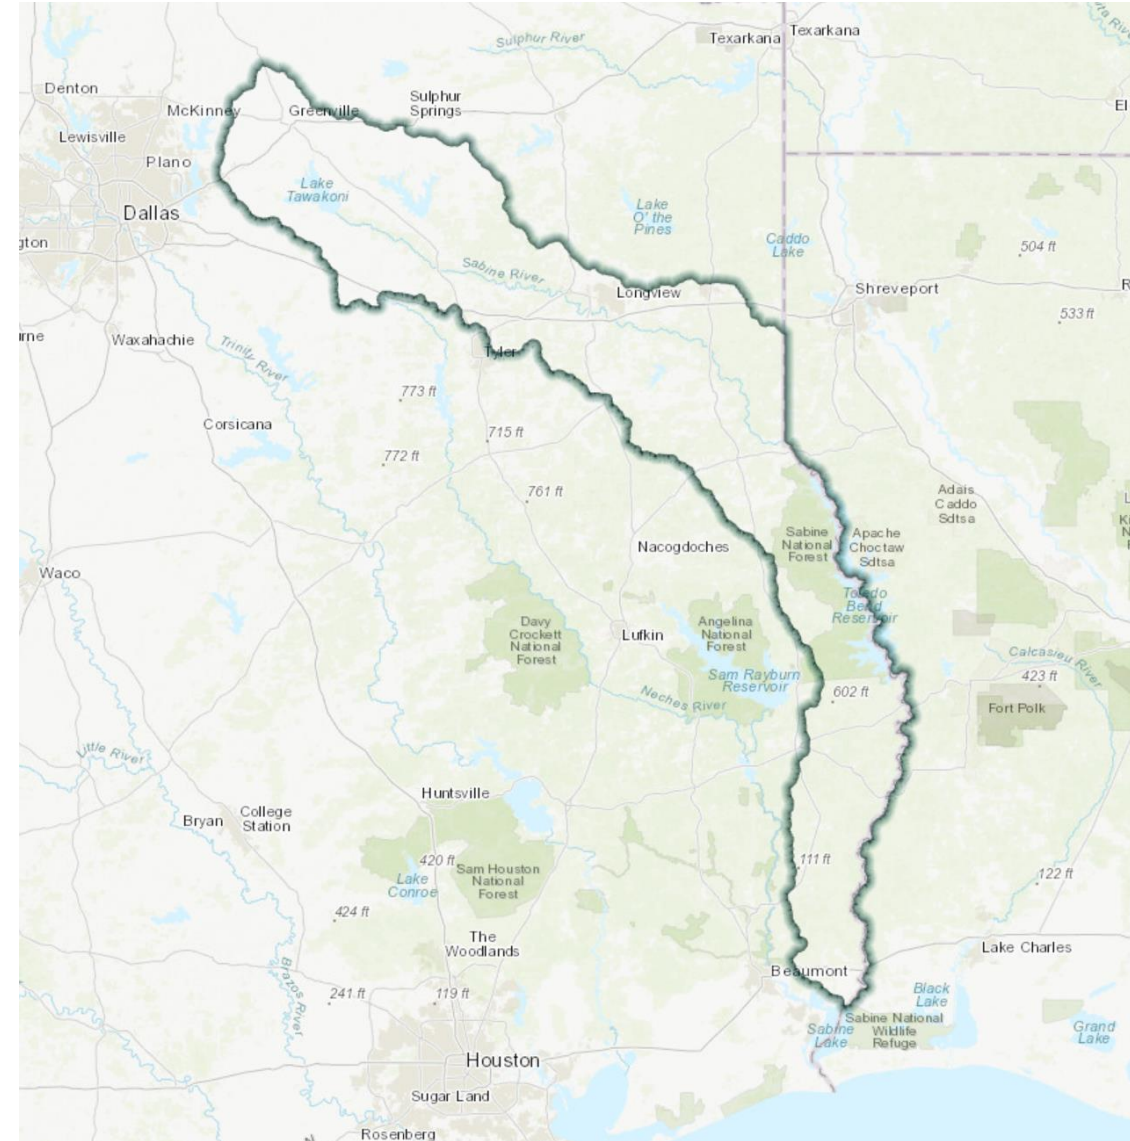 Texarkana
Texarkana
Sulphur River
Denton
McKinney
Greenville
Sulphur
Springs
El
Lewisville
Plano
Lake
Tawakoni
Dallas
Lake
O' the
Pines
gton
Caddo
Lake
504 ft
Sabine River
Longview
Shreveport
R
533 ft
rne
Waxahachie
Trinity River
Tyler
773 ft
Corsicana
715 ft
772 ft
761 ft
Adais
Caddo
Sdtsa
Sabine
National
Forest
Apache
Choctaw
Sdtsa
Nacogdoches
Waco
Toledo
Bend
Reservoir
Davy
Crockett
National
Forest
Lufkin
Angelina
National
Forest
Calcasieu River
Sam Rayburn
Reservoir
423 ft
602 ft
Neches River
Fort Polk
Little River
Huntsville
College
Station
Bryan
420 ft
Sam Houston
National
Forest
Lake
Conroe
111 ft
122 ft
424 ft
The
Woodlands
Lake Charles
Beaumont
Brazos River
241 ft
119 ft
Black
Lake
Sabine National
Wildlife
Refuge
Sabine
Lake
Grand
Lake
Houston
Sugar Land
Rosenberg